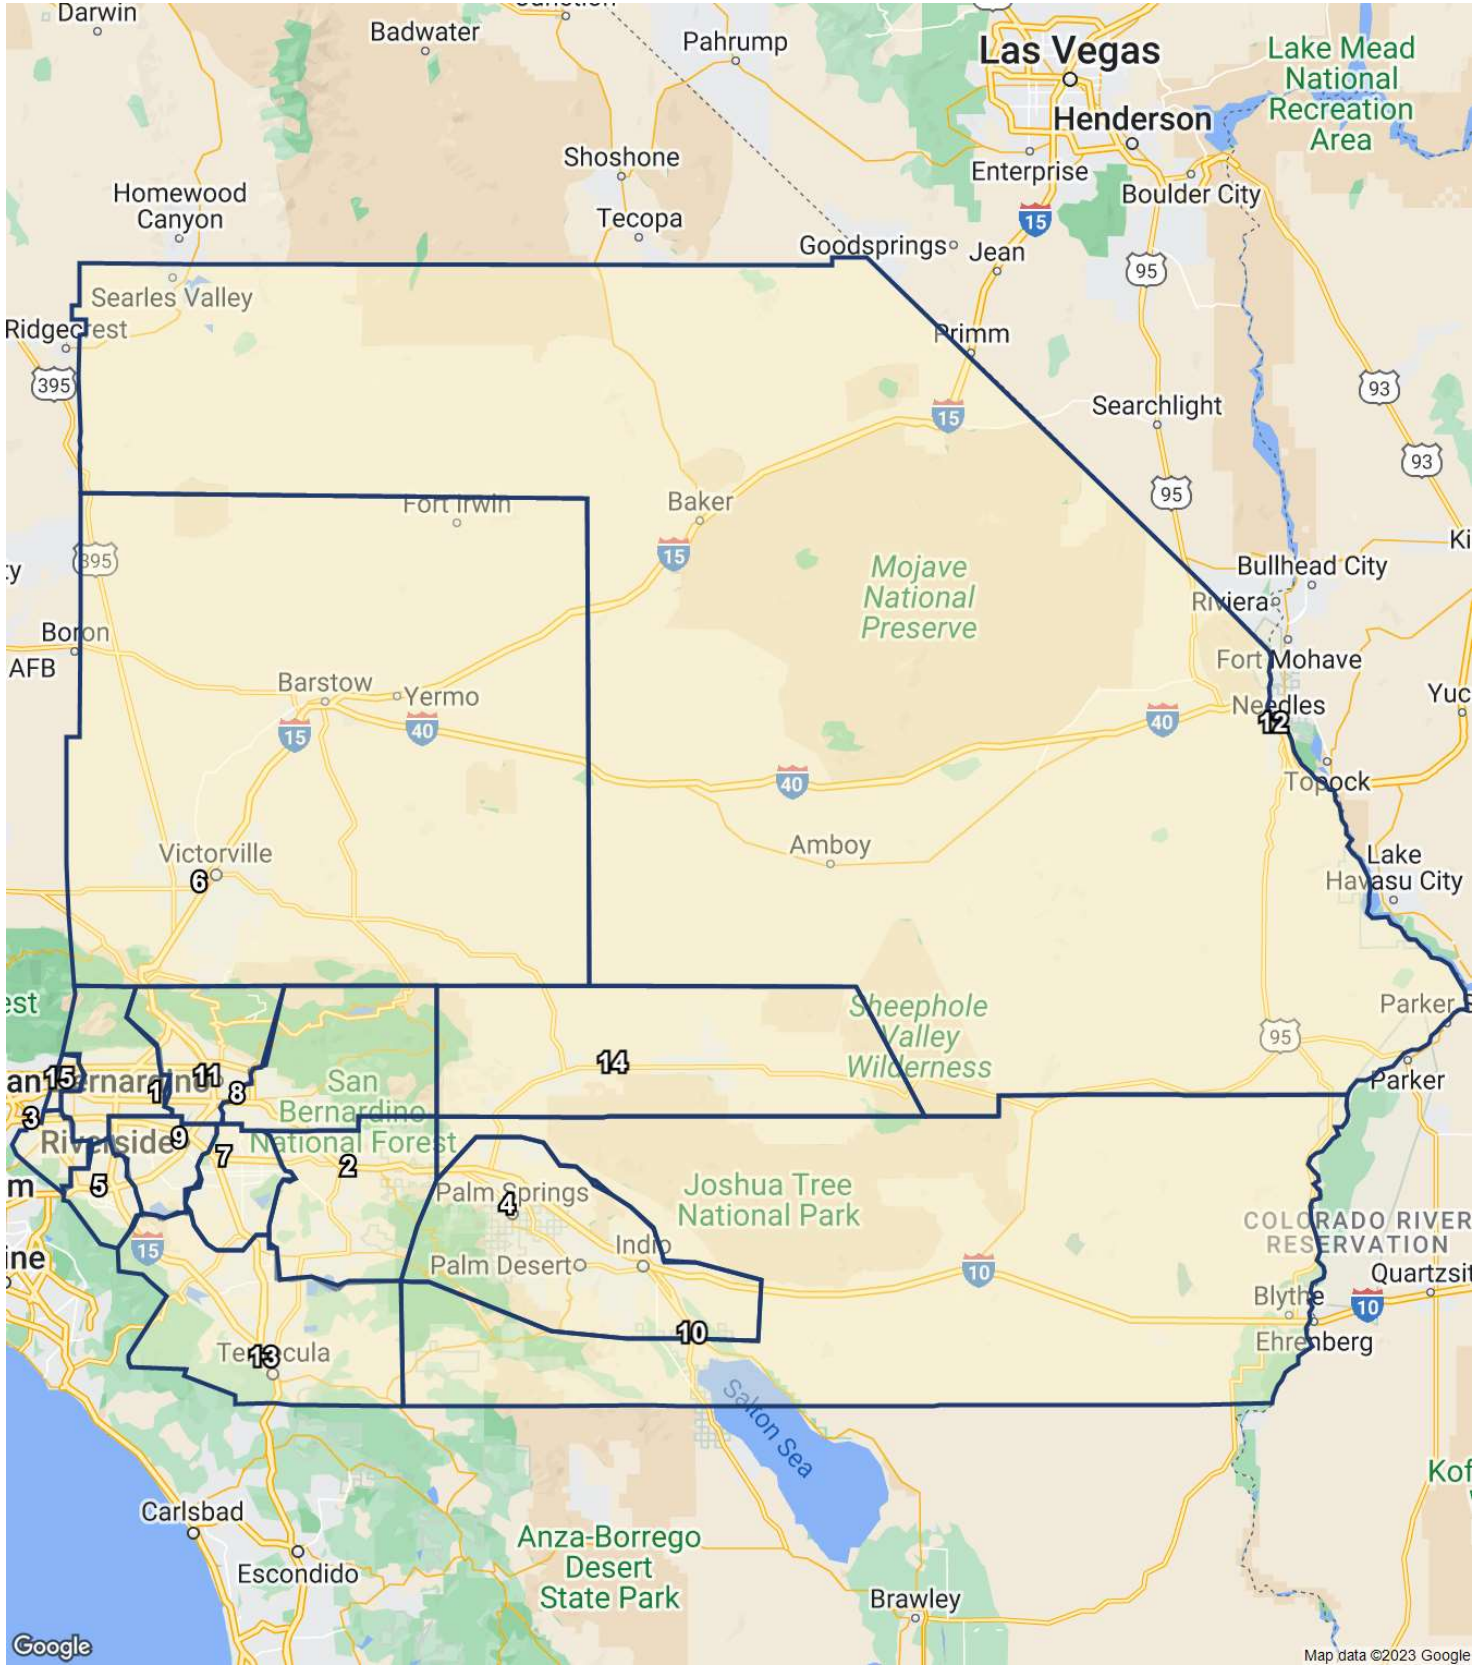 Darwin
Badwater
Pahrump
Las Vegas
Lake Mead
National
Recreation
Area
Henderson
Shoshone
Enterprise
Boulder City
Homewood
Canyon
Tecopa
15
Goodsprings
Jean
95
Searles Valley
Ridgecrest
Primm
395
93
15
Searchlight
93
95
Fort Irwin
Baker
395
15
Mojave
National
Preserve
Bullhead City
Riviera
Boron
AFB
Fort Mohave
Barstow
Yermo
Needles
Yuc
15
40
40
12
Topock
40
Victorville
6
Amboy
Lake
Havasu City
Sheephole
Valley
Wilderness
Parker
95
14
15
1
11
8
San
Bernardino
National Forest
Parker
3
Riverside
9
7
2
5
Palm Springs
4
Joshua Tree
National Park
COLORADO RIVER
RESERVATION
15
Indio
Palm Desert
10
Quartzsit
Blythe
10
Ehrenberg
10
Temecula
13
Salton Sea
Carlsbad
Escondido
Anza-Borrego
Desert
State Park
Brawley
Kof
Google
Map data ©2023 Google